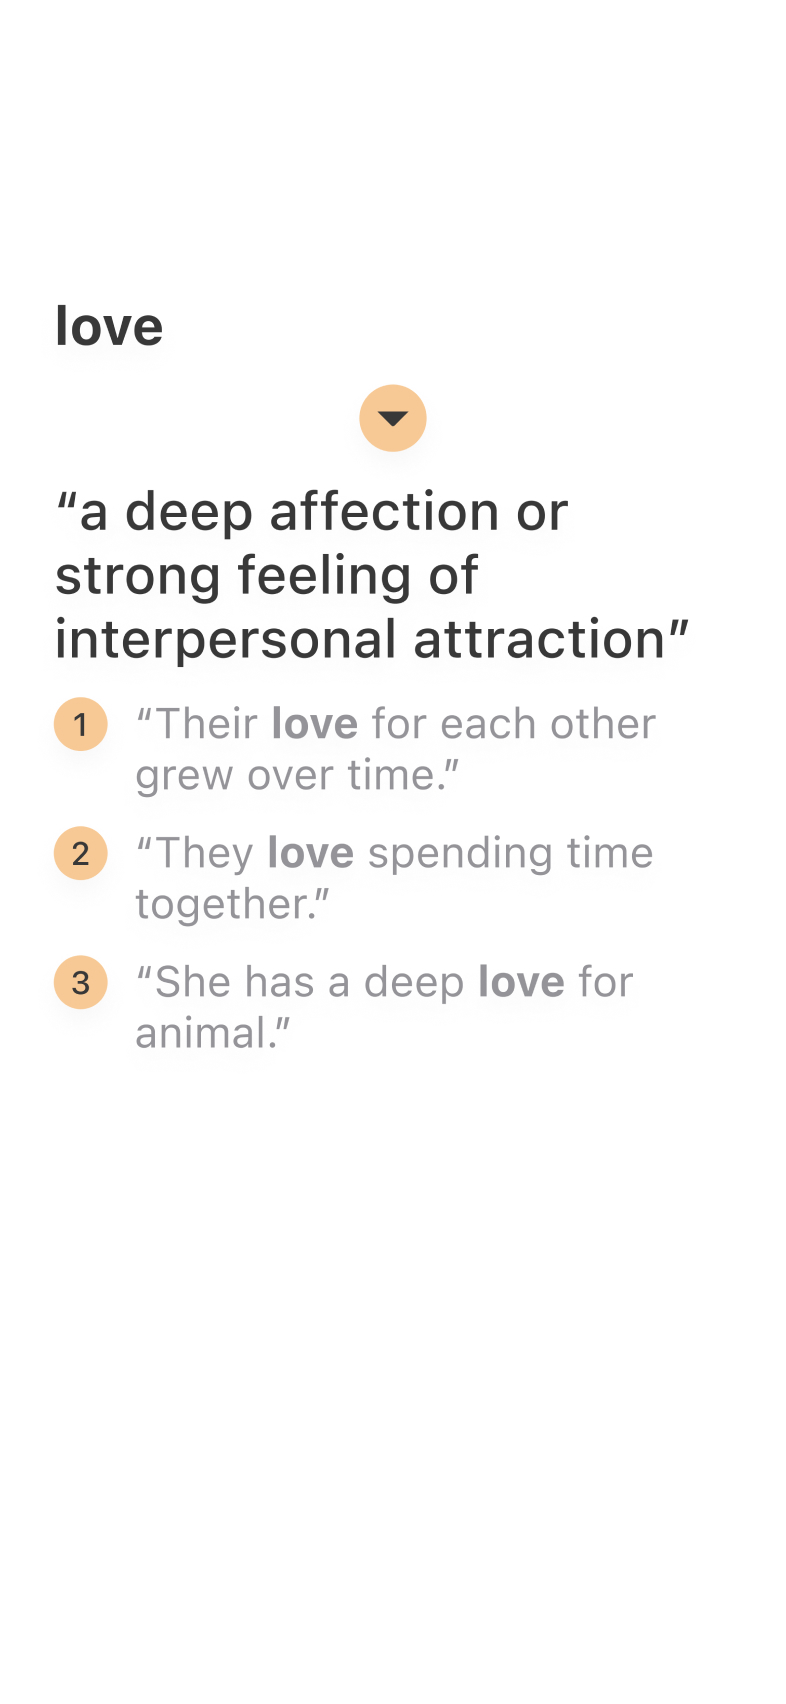 love
“a deep affection or
strong feeling of
interpersonal attraction”
1 “Their love for each other
grew over time.”
2 “They love spending time
together.”
3 “She has a deep love for
animal.”